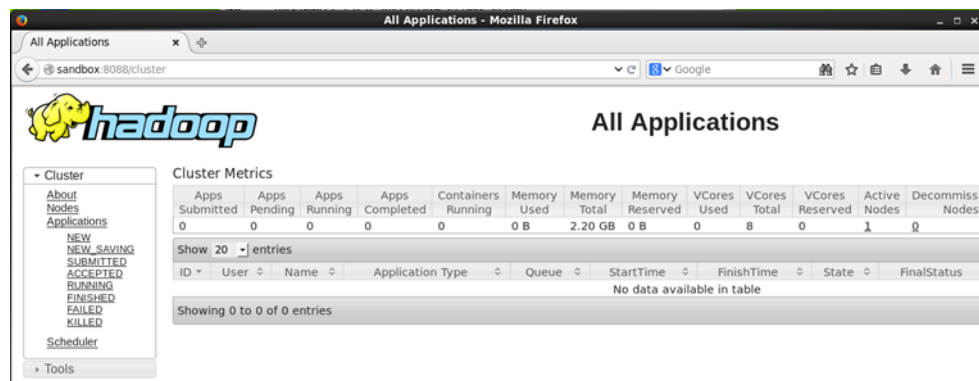 All Applications - Mozilla Firefox
All Applications
sandbox:8088/cluster
Google
hadoop
All Applications
Cluster
About
Nodes
Applications
NEW
NEW_SAVING
SUBMITTED
ACCEPTED
RUNNING
FINISHED
FAILED
KILLED
Scheduler
Tools
Cluster Metrics
Apps Submitted Apps Pending Apps Running Apps Completed Containers Running Memory Used Memory Total Memory Reserved VCores Used VCores Total VCores Reserved Active Nodes Decommiss Nodes
0 0 0 0 0 0 B 2.20 GB 0 B 0 8 0 1 0
Show 20 entries
ID User Name Application Type Queue StartTime FinishTime State FinalStatus
No data available in table
Showing 0 to 0 of 0 entries